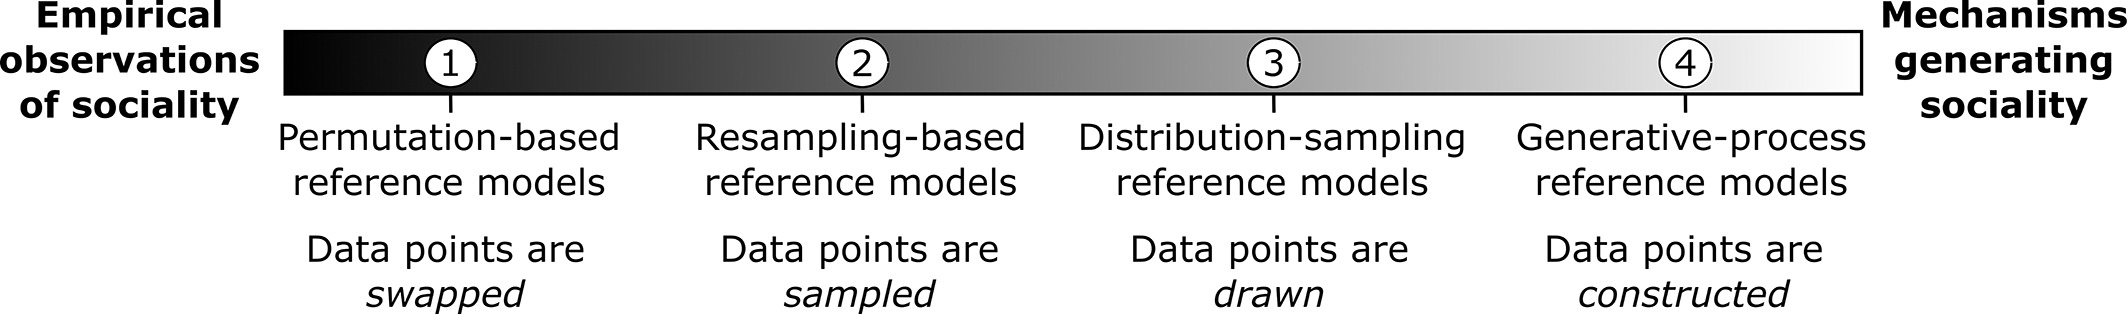 Empirical
observations
of sociality
1
2
3
4
Mechanisms
generating
sociality
Permutation-based
reference models
Data points are
swapped
Resampling-based
reference models
Data points are
sampled
Distribution-sampling
reference models
Data points are
drawn
Generative-process
reference models
Data points are
constructed